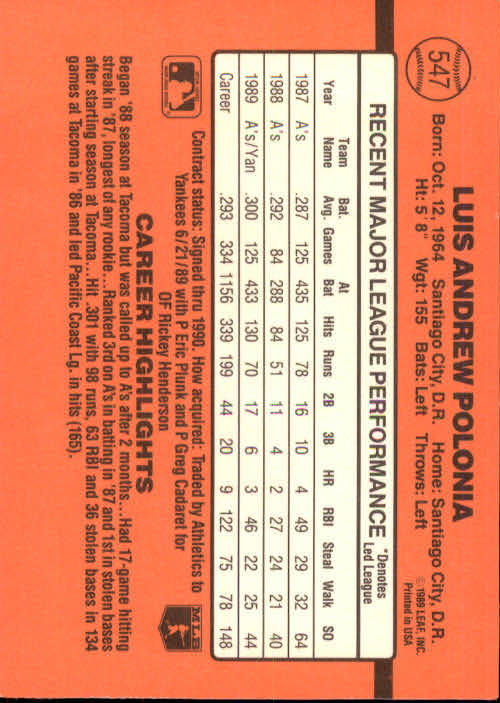 547
LUIS ANDREW POLONIA
Born: Oct. 12, 1964 Santiago City, D.R. Home: Santiago City, D.R.
Ht: 5' 8" Wgt: 155 Bats: Left Throws: Left
©1989 LEAF, INC.
Printed in USA
RECENT MAJOR LEAGUE PERFORMANCE
*Denotes
Led League
Year Team Name Bat. Avg. Games At Bat Hits Runs 2B 3B HR RBI Steal Walk SO
1987 A's .287 125 435 125 78 16 10 4 49 29 32 64
1988 A's .292 84 288 84 51 11 4 2 27 24 21 40
1989 A's/Yan .300 125 433 130 70 17 6 3 46 22 25 44
Career .293 334 1156 339 199 44 20 9 122 75 78 148
Contract status: Signed thru 1990. How acquired: Traded by Athletics to
Yankees 6/21/89 with P Eric Plunk and P Greg Cadaret for
OF Rickey Henderson
MLB
CAREER HIGHLIGHTS
Began '88 season at Tacoma but was called up to A's after 2 months...Had 17-game hitting
streak in '87, longest of any rookie...Ranked 3rd on A's in batting in '87 and 1st in stolen bases
after starting season at Tacoma...Hit .301 with 98 runs, 63 RBI and 36 stolen bases in 134
games at Tacoma in '86 and led Pacific Coast Lg. in hits (165).